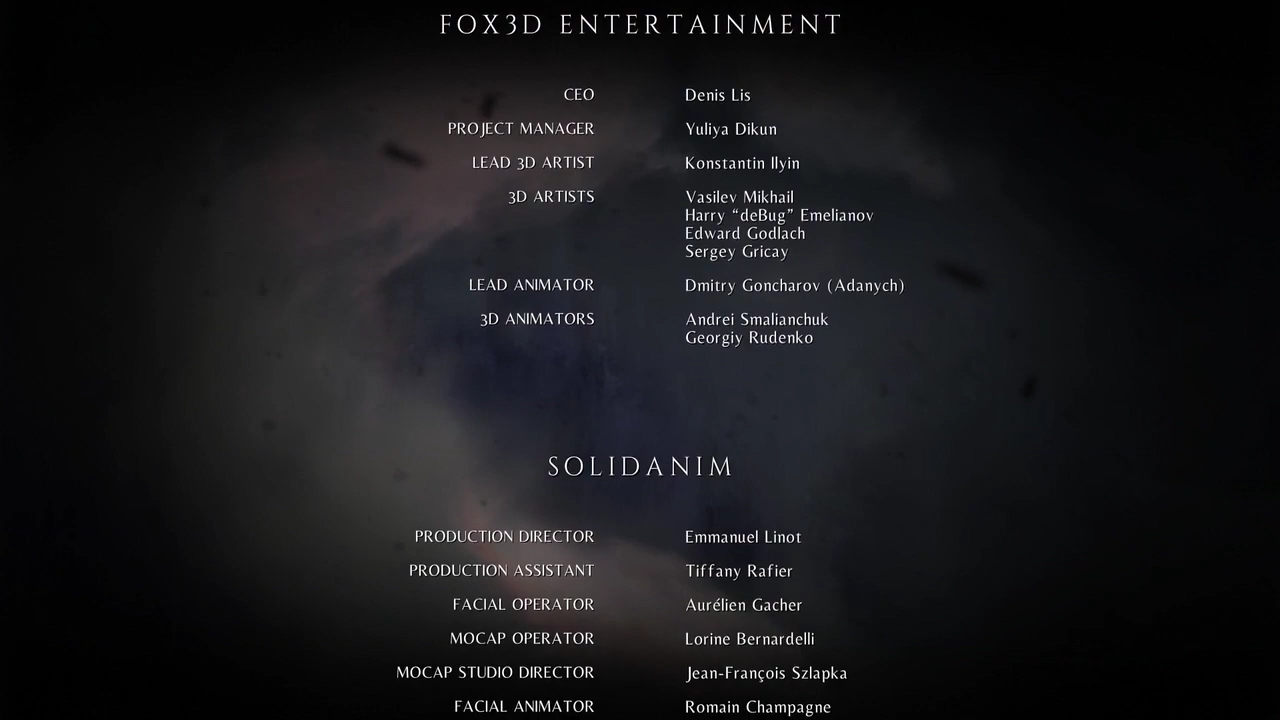 FOX3D ENTERTAINMENT
CEO Denis Lis
PROJECT MANAGER Yuliya Dikun
LEAD 3D ARTIST Konstantin Ilyin
3D ARTISTS Vasilev Mikhail
Harry “deBug” Emelianov
Edward Godlach
Sergey Gricay
LEAD ANIMATOR Dmitry Goncharov (Adanych)
3D ANIMATORS Andrei Smalianchuk
Georgiy Rudenko
SOLIDANIM
PRODUCTION DIRECTOR Emmanuel Linot
PRODUCTION ASSISTANT Tiffany Rafier
FACIAL OPERATOR Aurélien Gacher
MOCAP OPERATOR Lorine Bernardelli
MOCAP STUDIO DIRECTOR Jean-François Szlapka
FACIAL ANIMATOR Romain Champagne